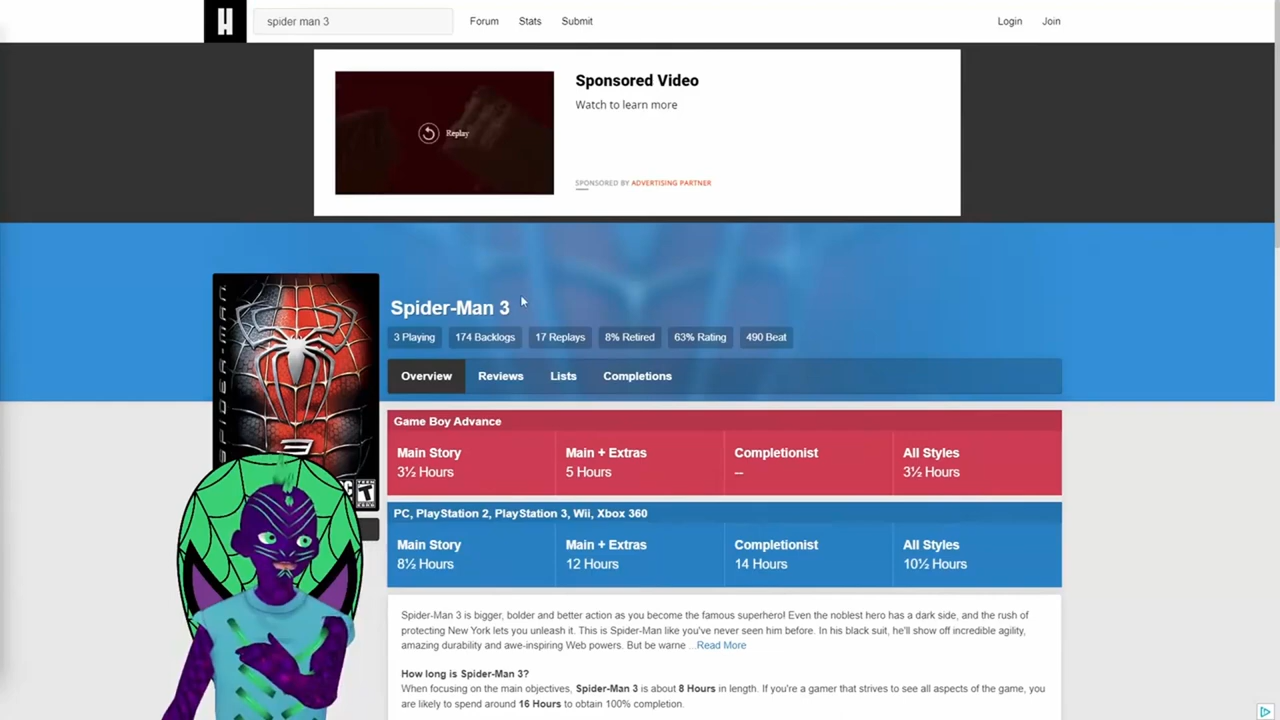 H
spider man 3
Forum
Stats
Submit
Login
Join
Sponsored Video
Watch to learn more
Replay
SPONSORED BY ADVERTISING PARTNER
Spider-Man 3
3 Playing
174 Backlogs
17 Replays
8% Retired
63% Rating
490 Beat
Overview
Reviews
Lists
Completions
Game Boy Advance
Main Story
Main + Extras
Completionist
All Styles
3½ Hours
5 Hours
--
3½ Hours
PC, PlayStation 2, PlayStation 3, Wii, Xbox 360
Main Story
Main + Extras
Completionist
All Styles
8½ Hours
12 Hours
14 Hours
10½ Hours
Spider-Man 3 is bigger, bolder and better action as you become the famous superhero! Even the noblest hero has a dark side, and the rush of
protecting New York lets you unleash it. This is Spider-Man like you've never seen him before. In his black suit, he'll show off incredible agility,
amazing durability and awe-inspiring Web powers. But be warne ...Read More
How long is Spider-Man 3?
When focusing on the main objectives, Spider-Man 3 is about 8 Hours in length. If you're a gamer that strives to see all aspects of the game, you
are likely to spend around 16 Hours to obtain 100% completion.
3
TEEN
T